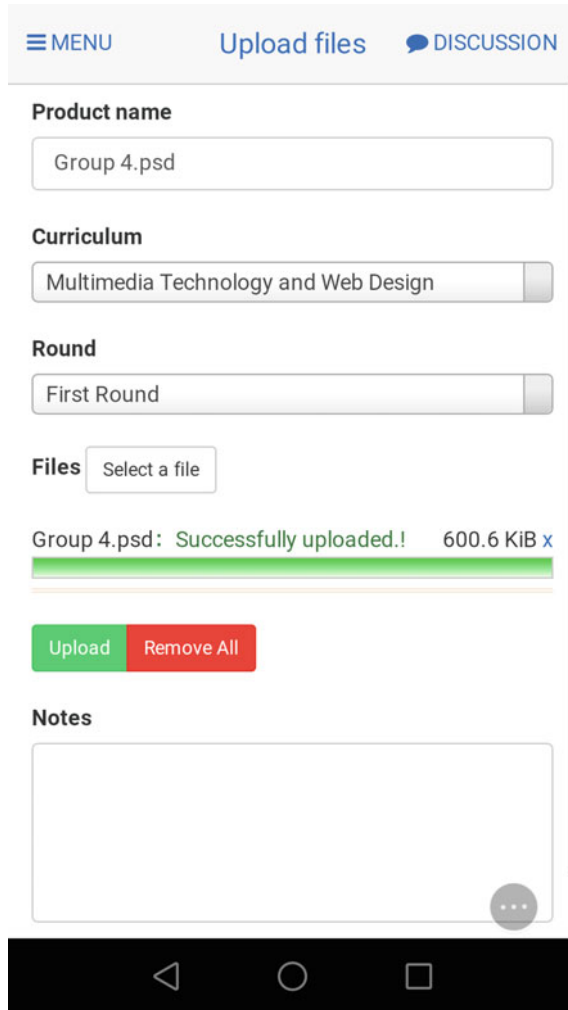 MENU Upload files DISCUSSION
Product name
Group 4.psd
Curriculum
Multimedia Technology and Web Design
Round
First Round
Files Select a file
Group 4.psd: Successfully uploaded.! 600.6 KiB x
Upload Remove All
Notes